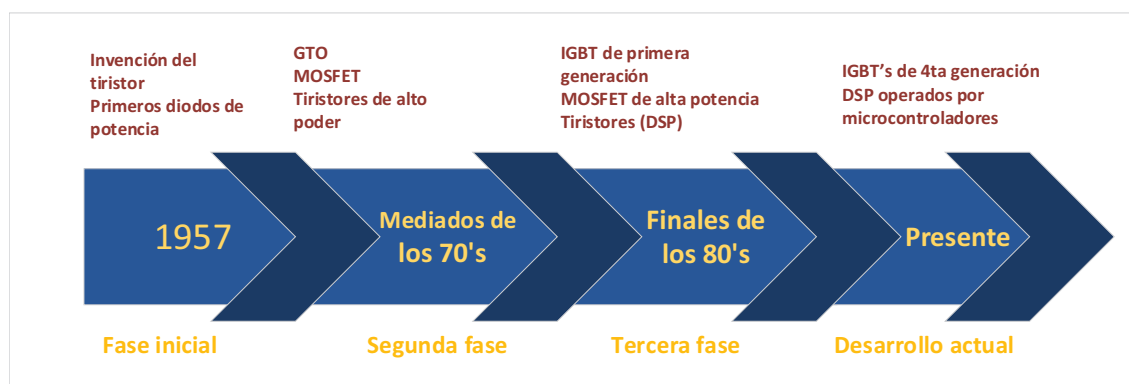 Invención del
tiristor
Primeros diodos de
potencia
GTO
MOSFET
Tiristores de alto
poder
IGBT de primera
generación
MOSFET de alta potencia
Tiristores (DSP)
IGBT’s de 4ta generación
DSP operados por
microcontroladores
1957
Mediados de
los 70's
Finales de
los 80's
Presente
Fase inicial
Segunda fase
Tercera fase
Desarrollo actual